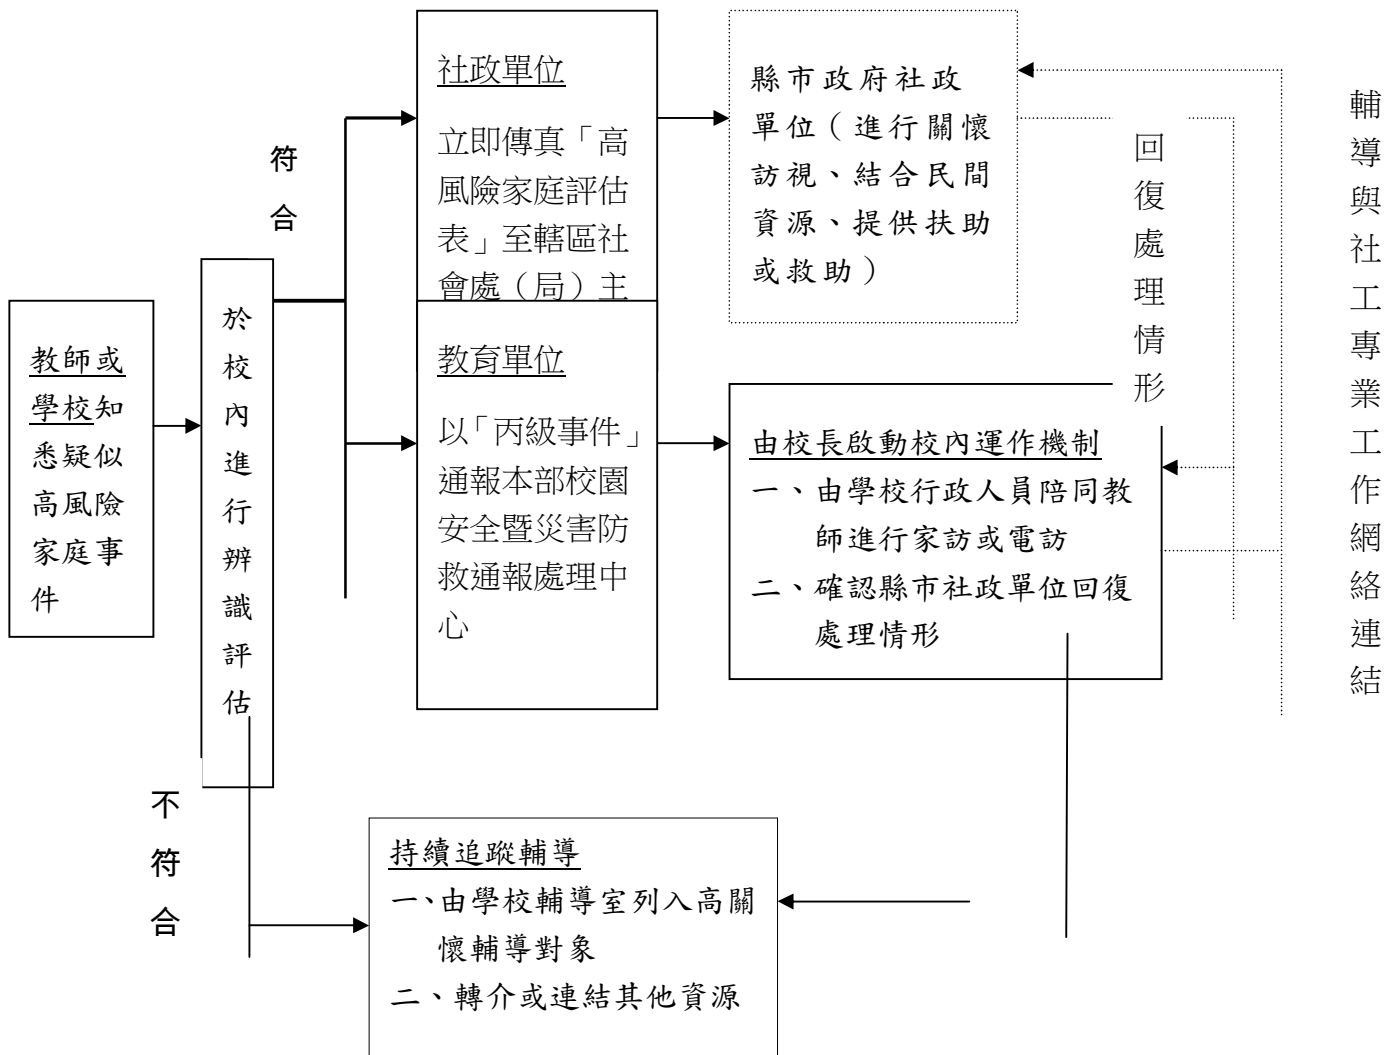 教師或
學校知
悉疑似
高風險
家庭事
件
於校內進行辨識評估
符合
不符合
社政單位
立即傳真「高
風險家庭評估
表」至轄區社
會處（局）主
教育單位
以「丙級事件」
通報本部校園
安全暨災害防
救通報處理中
心
縣市政府社政
單位（進行關懷
訪視、結合民間
資源、提供扶助
或救助）
由校長啟動校內運作機制
一、由學校行政人員陪同教
師進行家訪或電訪
二、確認縣市社政單位回復
處理情形
回復處理情形
輔導與社工專業工作網絡連結
持續追蹤輔導
一、由學校輔導室列入高關
懷輔導對象
二、轉介或連結其他資源